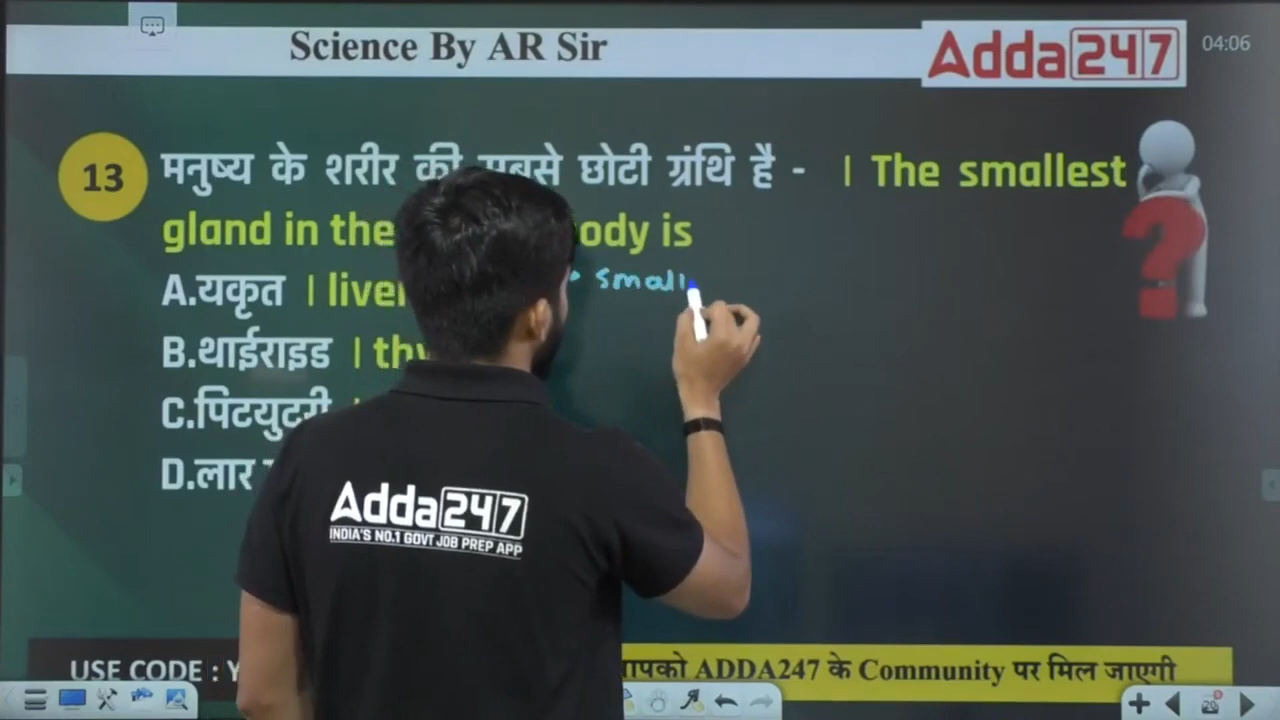 Science By AR Sir
Adda247
04:06
13
मनुष्य के शरीर की सबसे छोटी ग्रंथि है - | The smallest
gland in the ody is
A.यकृत | liver
small
B.थाईराइड | thy
C.पिटयुटरी
D.लार
Adda247
INDIA'S NO.1 GOVT JOB PREP APP
USE CODE : Y
आपको ADDA247 के Community पर मिल जाएगी